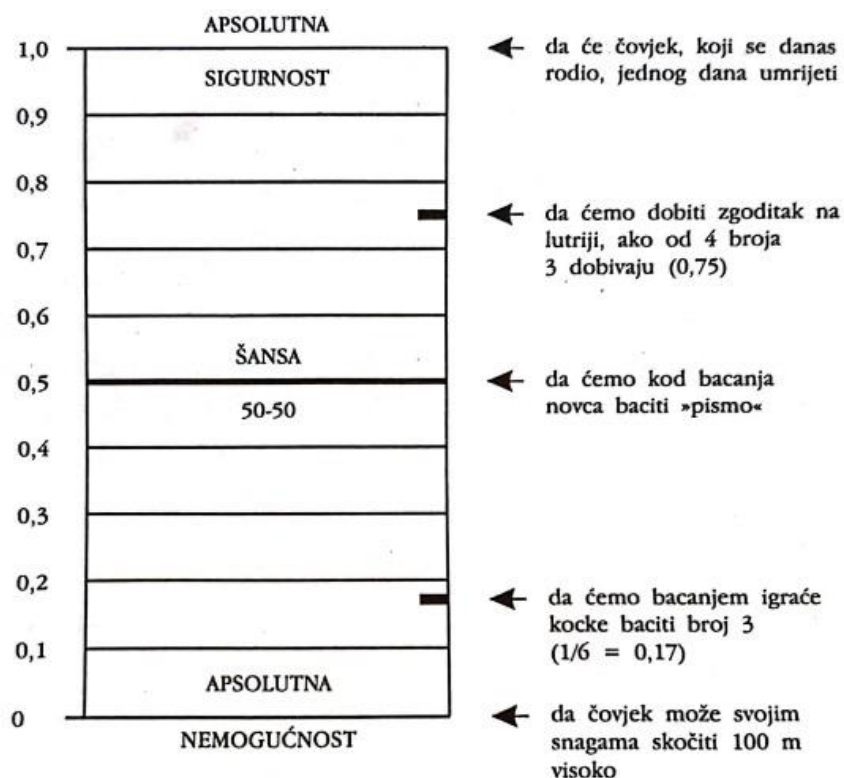 APSOLUTNA
1,0
SIGURNOST
0,9
0,8
0,7
0,6
ŠANSA
0,5
50-50
0,4
0,3
0,2
0,1
APSOLUTNA
0
NEMOGUĆNOST
da će čovjek, koji se danas
rodio, jednog dana umrijeti
da ćemo dobiti zgoditak na
lutriji, ako od 4 broja
3 dobivaju (0,75)
da ćemo kod bacanja
novca baciti »pismo«
da ćemo bacanjem igraće
kocke baciti broj 3
(1/6 = 0,17)
da čovjek može svojim
snagama skočiti 100 m
visoko